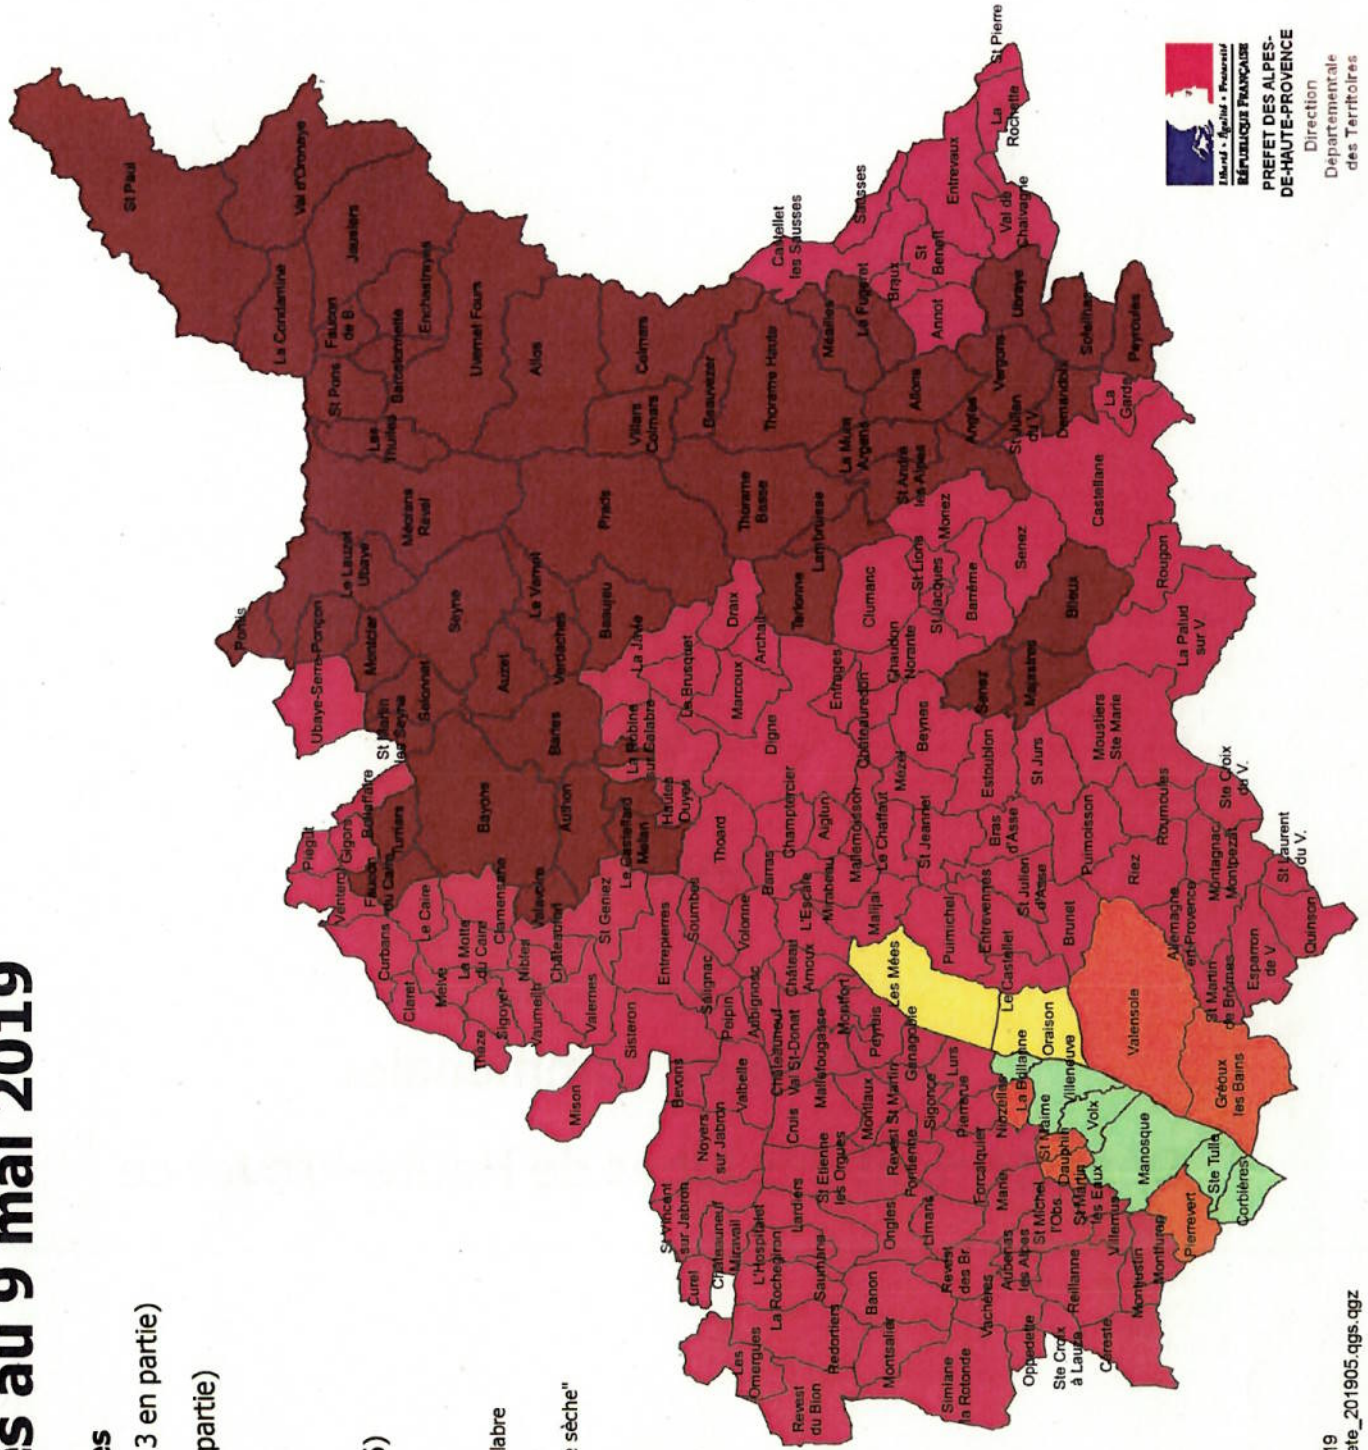 s au 9 mai 2019
es
3 en partie)
partie)
labre
e sèche"
19
ete_201905.qgs.qgz
St Paul
Val d'Oronaye
La Condamine
Jausiers
Faucon
de B.
St Pons
Barcelonnette
Enchastrayes
Les
Thuiles
Uvernet Fours
Allos
Colmars
Villars
Colmars
Beauvezer
Thorame Haute
Thorame
Basse
Méolans
Revel
Le Lauzet
Ubaye
Pontis
Ubaye-Serre-Ponçon
Montclar
St Martin
les Seyne
Selonnet
Seyne
Auzet
Le Vernet
Verdaches
Barles
Beaujeu
Prads
La Javie
Draix
Archail
Le Brusquet
Marcoux
La Robine
sur Galabre
Hautes
Duyes
Le Castellard
Melan
Authon
Bayons
Turriers
Bellaffaire
Gigors
Piégut
Venterol
Faucon
du Caire
Curbans
Le Caire
Claret
Melve
La Motte
du Caire
Clamensane
Thèze
Sigoyer
Nibles
Valavoire
Vaumeilh
Châteaufort
Valernes
St Geniez
Sisteron
Entrepierres
Mison
Sourribes
Thoard
Digne
Champtercier
Barras
Aiglun
Mirabeau
Mallemoisson
Le Chaffaut
Volonne
L'Escale
Salignac
Peipin
Aubignosc
Château
Arnoux
Châteauneuf
Val St-Donat
Montfort
Mallefougasse
Peyruis
Malijai
Les Mées
Ganagobie
Bevons
Valbelle
Noyers
sur Jabron
St Vincent
sur Jabron
Châteauneuf
Miravail
Curel
Les
Omergues
L'Hospitalet
Lardiers
Cruis
St Etienne
les Orgues
Montlaux
Revest St Martin
Fontienne
Sigonce
Lurs
Pierrerue
Niozelles
La Brillanne
Villeneuve
Oraison
Forcalquier
Limans
Ongles
Saumane
La Rochegiron
Redortiers
Banon
Revest
du Bion
Montsalier
Simiane
la Rotonde
Revest
des Br.
Vachères
Oppedette
Aubenas
les Alpes
Mane
St Michel
l'Obs
St Maime
Dauphin
St Martin
les Eaux
Volx
Manosque
Villemus
Reillanne
Ste Croix
à Lauze
Céreste
Montjustin
Montfuron
Pierrevert
Ste Tulle
Corbières
Gréoux
les Bains
Valensole
St Martin
de Brômes
Esparron
de V
Allemagne
en Provence
Quinson
St Laurent
du V.
Montagnac
Montpezat
Riez
Roumoules
Ste Croix
du V.
Puimoisson
Moustiers
Ste Marie
St Jurs
Brunet
St Julien
d'Asse
Bras
d'Asse
Estoublon
Entrevennes
Le Castellet
Puimichel
St Jeannet
Mézel
Beynes
Châteauredon
Entrages
Chaudon
Norante
Clumanc
Tartonne
Lambruisse
St Lions
St Jacques
Barrême
Senez
Moriez
St André
les Alpes
La Mure
Argens
Allons
Angles
St Julien
du V.
Vergons
Demandolx
Castellane
La
Garde
Rougon
La Palud
sur V
Blieux
Majastres
Senez
Soleilhas
Peyroules
Ubraye
Annot
Le Fugeret
Méailles
Braux
St
Benoît
Castellet
les Sausses
Sausses
Entrevaux
Val de
Chalvagne
La
Rochette
St Pierre
Liberté • Égalité • Fraternité
RÉPUBLIQUE FRANÇAISE
PREFET DES ALPES-
DE-HAUTE-PROVENCE
Direction
Départementale
des Territoires